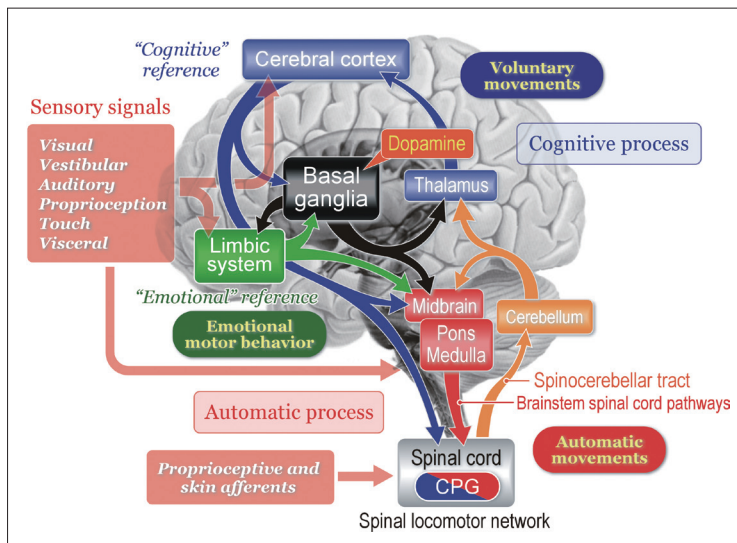 "Cognitive"
reference
Cerebral cortex
Voluntary
movements
Sensory signals
Visual
Vestibular
Auditory
Proprioception
Touch
Visceral
Dopamine
Cognitive process
Basal
ganglia
Thalamus
Limbic
system
"Emotional" reference
Midbrain
Cerebellum
Emotional
motor behavior
Pons
Medulla
Spinocerebellar tract
Brainstem spinal cord pathways
Automatic process
Automatic
movements
Proprioceptive and
skin afferents
Spinal cord
CPG
Spinal locomotor network